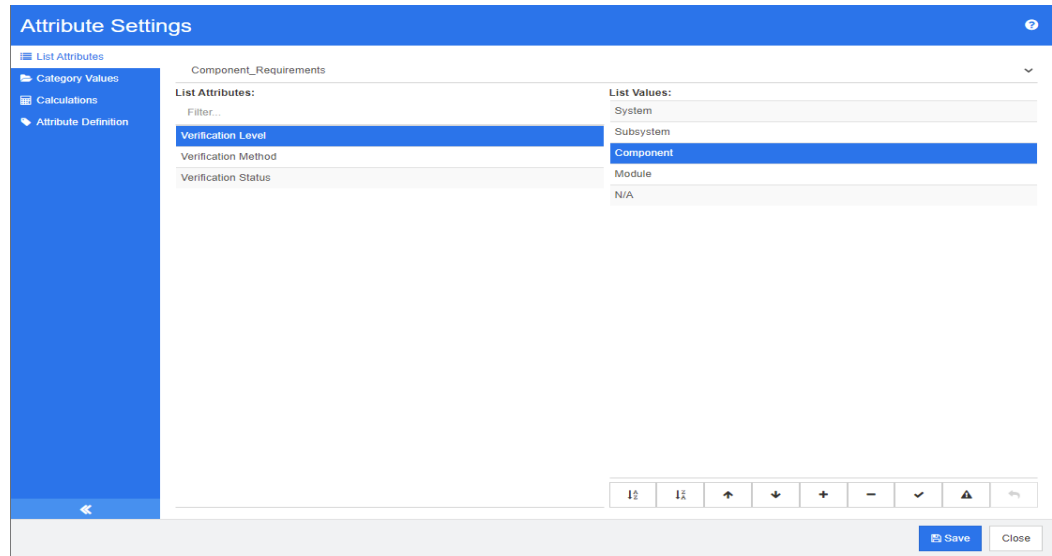 Attribute Settings
List Attributes
Category Values
Calculations
Attribute Definition
Component_Requirements
List Attributes:
Filter...
Verification Level
Verification Method
Verification Status
List Values:
System
Subsystem
Component
Module
N/A
Save
Close